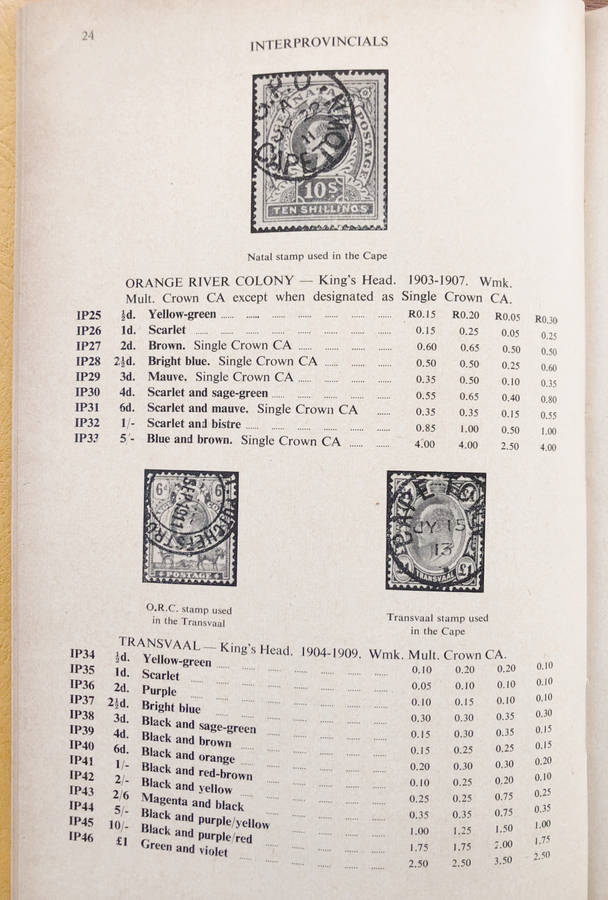 24
INTERPROVINCIALS
CAPE TOWN
POSTAGE
10S
TEN SHILLINGS
Natal stamp used in the Cape
ORANGE RIVER COLONY — King's Head. 1903-1907. Wmk.
Mult. Crown CA except when designated as Single Crown CA.
IP25 ½d. Yellow-green ...... R0.15 R0.20 R0.05 R0.30
IP26 1d. Scarlet ...... 0.15 0.25 0.05 0.25
IP27 2d. Brown. Single Crown CA ...... 0.60 0.65 0.50 0.50
IP28 2½d. Bright blue. Single Crown CA ...... 0.50 0.50 0.25 0.60
IP29 3d. Mauve. Single Crown CA ...... 0.35 0.50 0.10 0.35
IP30 4d. Scarlet and sage-green ...... 0.55 0.65 0.40 0.80
IP31 6d. Scarlet and mauve. Single Crown CA ...... 0.35 0.35 0.15 0.55
IP32 1/- Scarlet and bistre ...... 0.85 1.00 0.50 1.00
IP33 5/- Blue and brown. Single Crown CA ...... 4.00 4.00 2.50 4.00
6d 6
POSTAGE
CAPE TO
JY 15
13
TRANSVAAL
£1
O.R.C. stamp used
in the Transvaal
Transvaal stamp used
in the Cape
TRANSVAAL — King's Head. 1904-1909. Wmk. Mult. Crown CA.
IP34 ½d. Yellow-green ...... 0.10 0.20 0.20 0.10
IP35 1d. Scarlet ...... 0.05 0.10 0.10 0.10
IP36 2d. Purple ...... 0.10 0.15 0.10 0.10
IP37 2½d. Bright blue ...... 0.30 0.30 0.35 0.30
IP38 3d. Black and sage-green ...... 0.15 0.30 0.35 0.15
IP39 4d. Black and brown ...... 0.15 0.25 0.25 0.15
IP40 6d. Black and orange ...... 0.20 0.30 0.30 0.20
IP41 1/- Black and red-brown ...... 0.10 0.25 0.20 0.10
IP42 2/- Black and yellow ...... 0.25 0.25 0.75 0.25
IP43 2/6 Magenta and black ...... 0.35 0.35 0.75 0.35
IP44 5/- Black and purple/yellow ...... 1.00 1.25 1.50 1.00
IP45 10/- Black and purple/red ...... 1.75 1.75 2.00 1.75
IP46 £1 Green and violet ...... 2.50 2.50 3.50 2.50